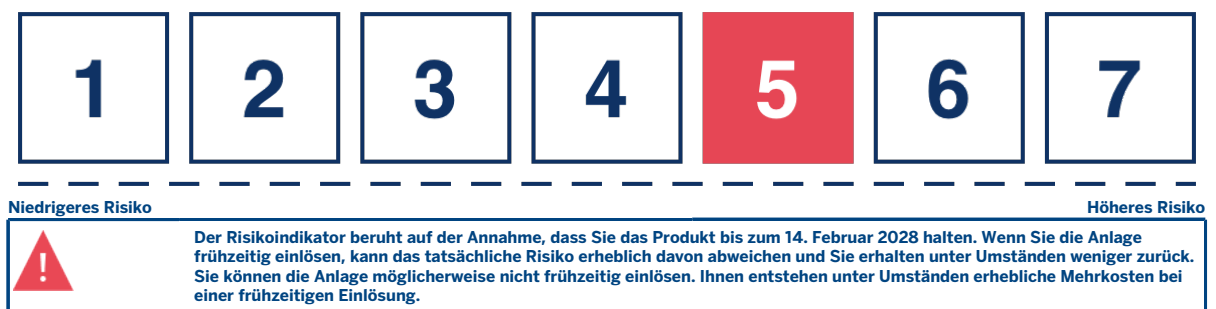 1 2 3 4 5 6 7
Niedrigeres Risiko Höheres Risiko
! Der Risikoindikator beruht auf der Annahme, dass Sie das Produkt bis zum 14. Februar 2028 halten. Wenn Sie die Anlage
frühzeitig einlösen, kann das tatsächliche Risiko erheblich davon abweichen und Sie erhalten unter Umständen weniger zurück.
Sie können die Anlage möglicherweise nicht frühzeitig einlösen. Ihnen entstehen unter Umständen erhebliche Mehrkosten bei
einer frühzeitigen Einlösung.